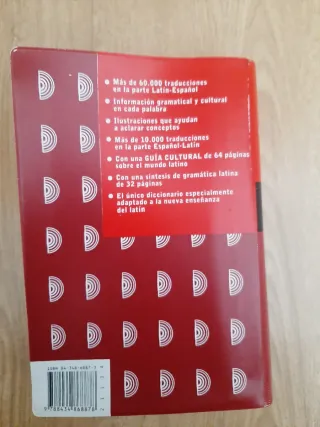 • Más de 60.000 traducciones
en la parte Latín-Español
• Información gramatical y cultural
en cada palabra
• Ilustraciones que ayudan
a aclarar conceptos
• Más de 10.000 traducciones
en la parte Español-Latín
• Con una GUÍA CULTURAL de 64 páginas
sobre el mundo latino
• Con una síntesis de gramática latina
de 32 páginas
• El único diccionario especialmente
adaptado a la nueva enseñanza
del latín